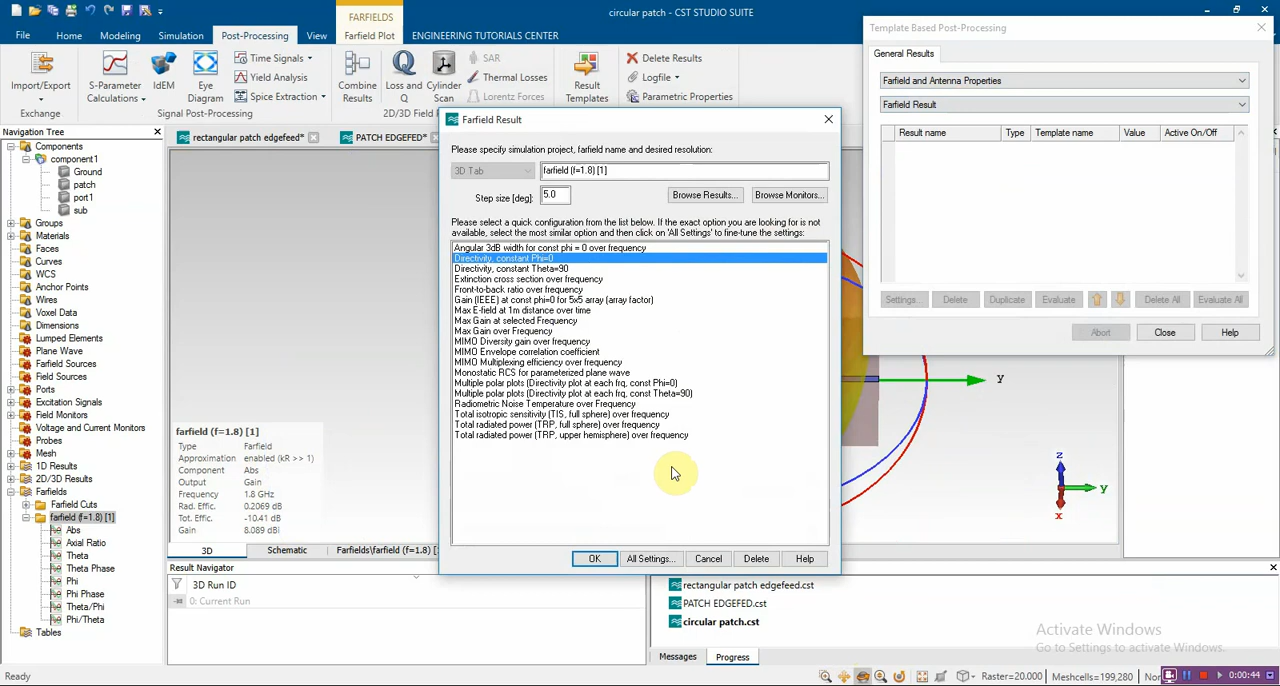 circular patch - CST STUDIO SUITE
FARFIELDS
File
Home
Modeling
Simulation
Post-Processing
View
Farfield Plot
ENGINEERING TUTORIALS CENTER
Import/Export
Exchange
S-Parameter
Calculations
IdEM
Eye
Diagram
Time Signals
Yield Analysis
Spice Extraction
Signal Post-Processing
Combine
Results
Loss and
Q
Cylinder
Scan
SAR
Thermal Losses
Lorentz Forces
2D/3D Field
Result
Templates
Delete Results
Logfile
Parametric Properties
Template Based Post-Processing
General Results
Farfield and Antenna Properties
Farfield Result
Result name
Type
Template name
Value
Active On/Off
Settings...
Delete
Duplicate
Evaluate
Delete All
Evaluate All
Abort
Close
Help
Navigation Tree
Components
component1
Ground
patch
port1
sub
Groups
Materials
Faces
Curves
WCS
Anchor Points
Wires
Voxel Data
Dimensions
Lumped Elements
Plane Wave
Farfield Sources
Field Sources
Ports
Excitation Signals
Field Monitors
Voltage and Current Monitors
Probes
Mesh
1D Results
2D/3D Results
Farfields
Farfield Cuts
farfield (f=1.8) [1]
Abs
Axial Ratio
Theta
Theta Phase
Phi
Phi Phase
Theta/Phi
Phi/Theta
Tables
rectangular patch edgefeed*
PATCH EDGEFED*
farfield (f=1.8) [1]
Type Farfield
Approximation enabled (kR >> 1)
Component Abs
Output Gain
Frequency 1.8 GHz
Rad. Effic. 0.2069 dB
Tot. Effic. -10.41 dB
Gain 8.089 dBi
3D
Schematic
Farfields\farfield (f=1.8) [1]
Result Navigator
3D Run ID
0: Current Run
Farfield Result
Please specify simulation project, farfield name and desired resolution:
3D Tab
farfield (f=1.8) [1]
Step size [deg]:
5.0
Browse Results...
Browse Monitors...
Please select a quick configuration from the list below. If the exact option you are looking for is not
available, select the most similar option and then click on 'All Settings' to fine-tune the settings:
Angular 3dB width for const phi = 0 over frequency
Directivity, constant Phi=0
Directivity, constant Theta=90
Extinction cross section over frequency
Front-to-back ratio over frequency
Gain (IEEE) at const phi=0 for 5x5 array (array factor)
Max E-field at 1m distance over time
Max Gain at selected Frequency
Max Gain over Frequency
MIMO Diversity gain over frequency
MIMO Envelope correlation coefficient
MIMO Multiplexing efficiency over frequency
Monostatic RCS for parameterized plane wave
Multiple polar plots (Directivity plot at each frq, const Phi=0)
Multiple polar plots (Directivity plot at each frq, const Theta=90)
Radiometric Noise Temperature over Frequency
Total isotropic sensitivity (TIS, full sphere) over frequency
Total radiated power (TRP, full sphere) over frequency
Total radiated power (TRP, upper hemisphere) over frequency
OK
All Settings...
Cancel
Delete
Help
Y
z
y
x
rectangular patch edgefeed.cst
PATCH EDGEFED.cst
circular patch.cst
Messages
Progress
Activate Windows
Go to Settings to activate Windows.
Ready
Raster=20.000
Meshcells=199,280
Nor
0:00:44